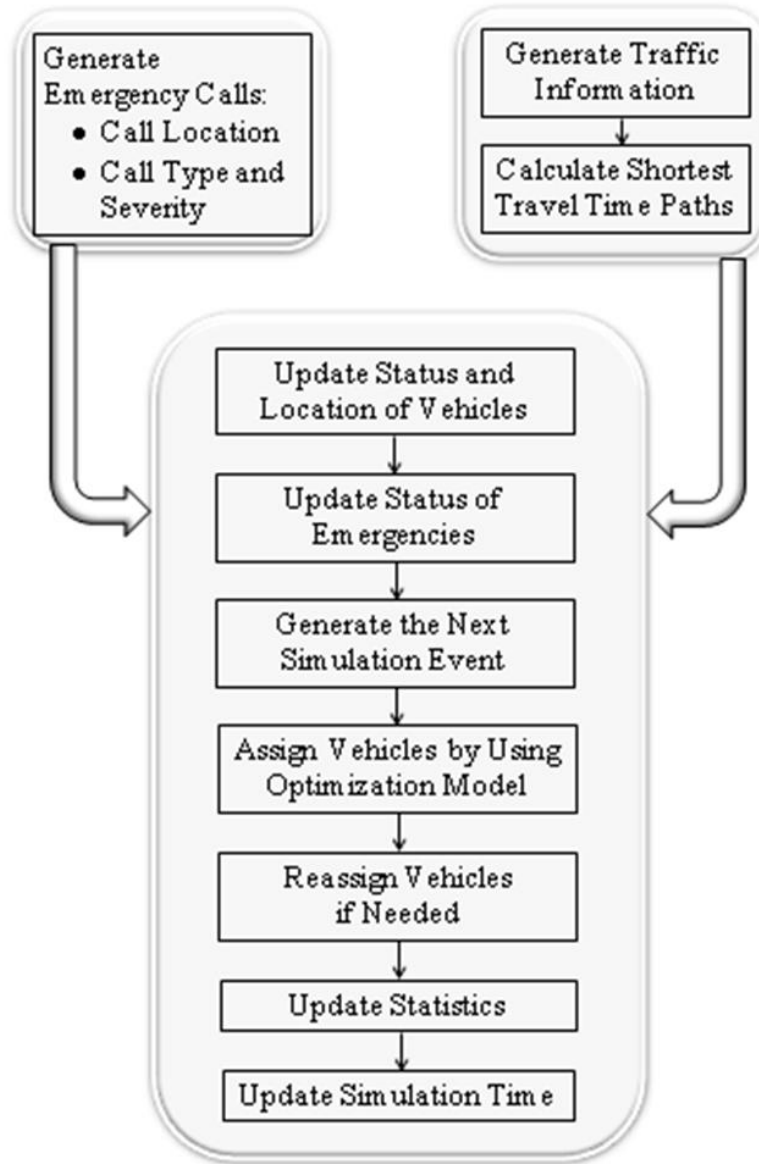 Generate
Emergency Calls:
● Call Location
● Call Type and
Severity
Generate Traffic
Information
Calculate Shortest
Travel Time Paths
Update Status and
Location of Vehicles
Update Status of
Emergencies
Generate the Next
Simulation Event
Assign Vehicles by Using
Optimization Model
Reassign Vehicles
if Needed
Update Statistics
Update Simulation Time